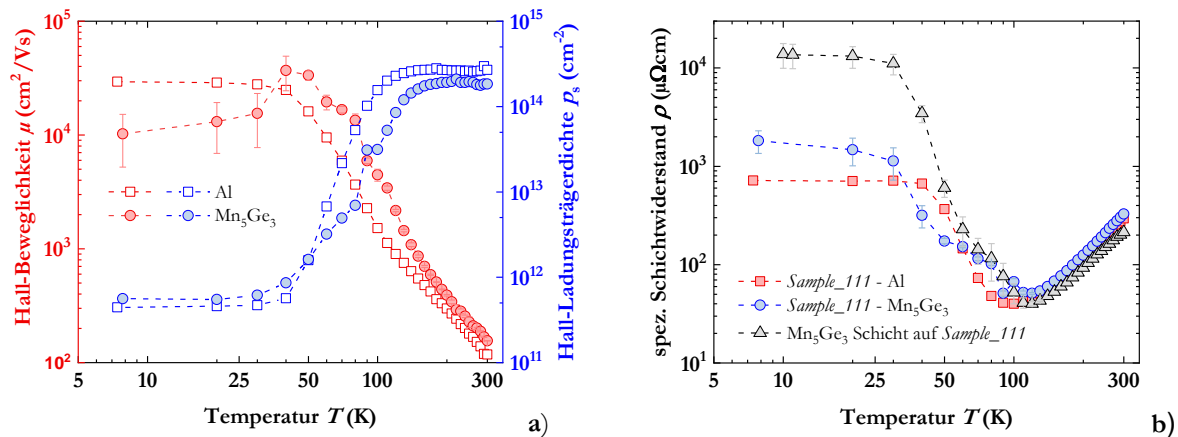 Hall-Beweglichkeit μ (cm²/Vs)
10⁵
10⁴
10³
10²
Al
Mn₅Ge₃
10¹⁵
10¹⁴
10¹³
10¹²
10¹¹
Hall-Ladungsträgerdichte pₛ (cm⁻²)
5 10 25 50 100 300
Temperatur T (K)
a)
spez. Schichtwiderstand ρ (μΩcm)
10⁴
10³
10²
10¹
Sample_111 - Al
Sample_111 - Mn₅Ge₃
Mn₅Ge₃ Schicht auf Sample_111
5 10 25 50 100 300
Temperatur T (K)
b)